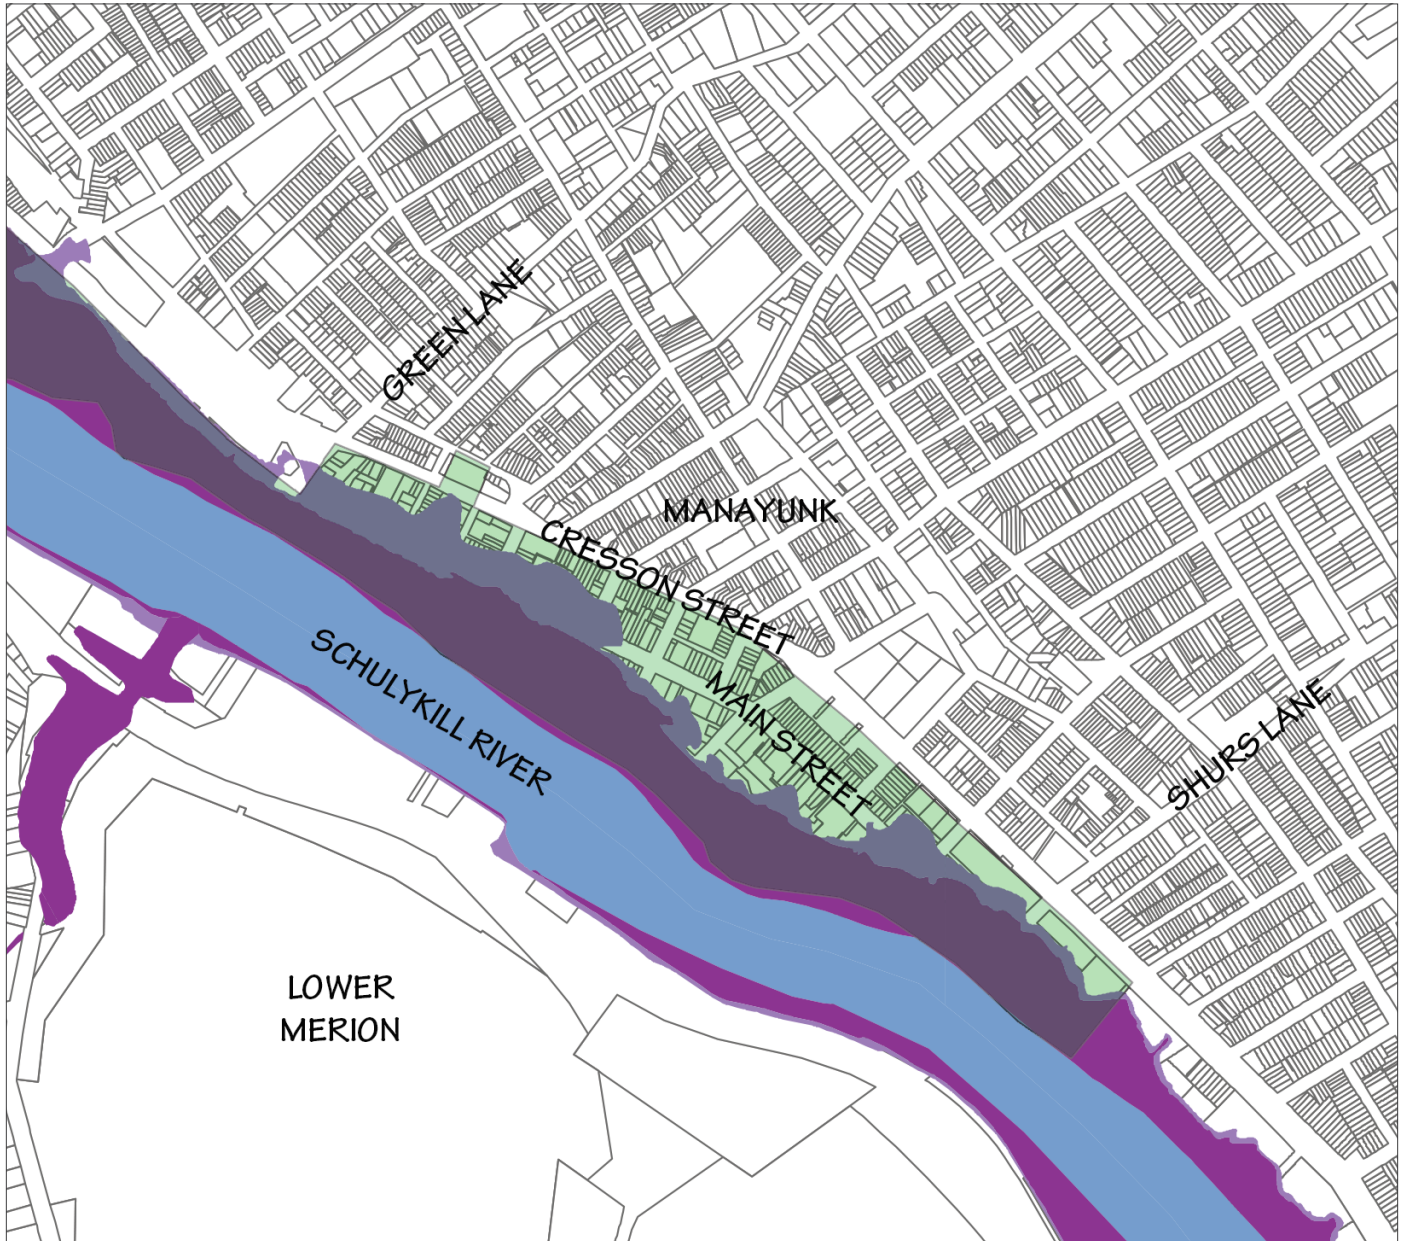 GREEN LANE
MANAYUNK
CRESSON STREET
SCHULYKILL RIVER
MAIN STREET
SHURS LANE
LOWER
MERION